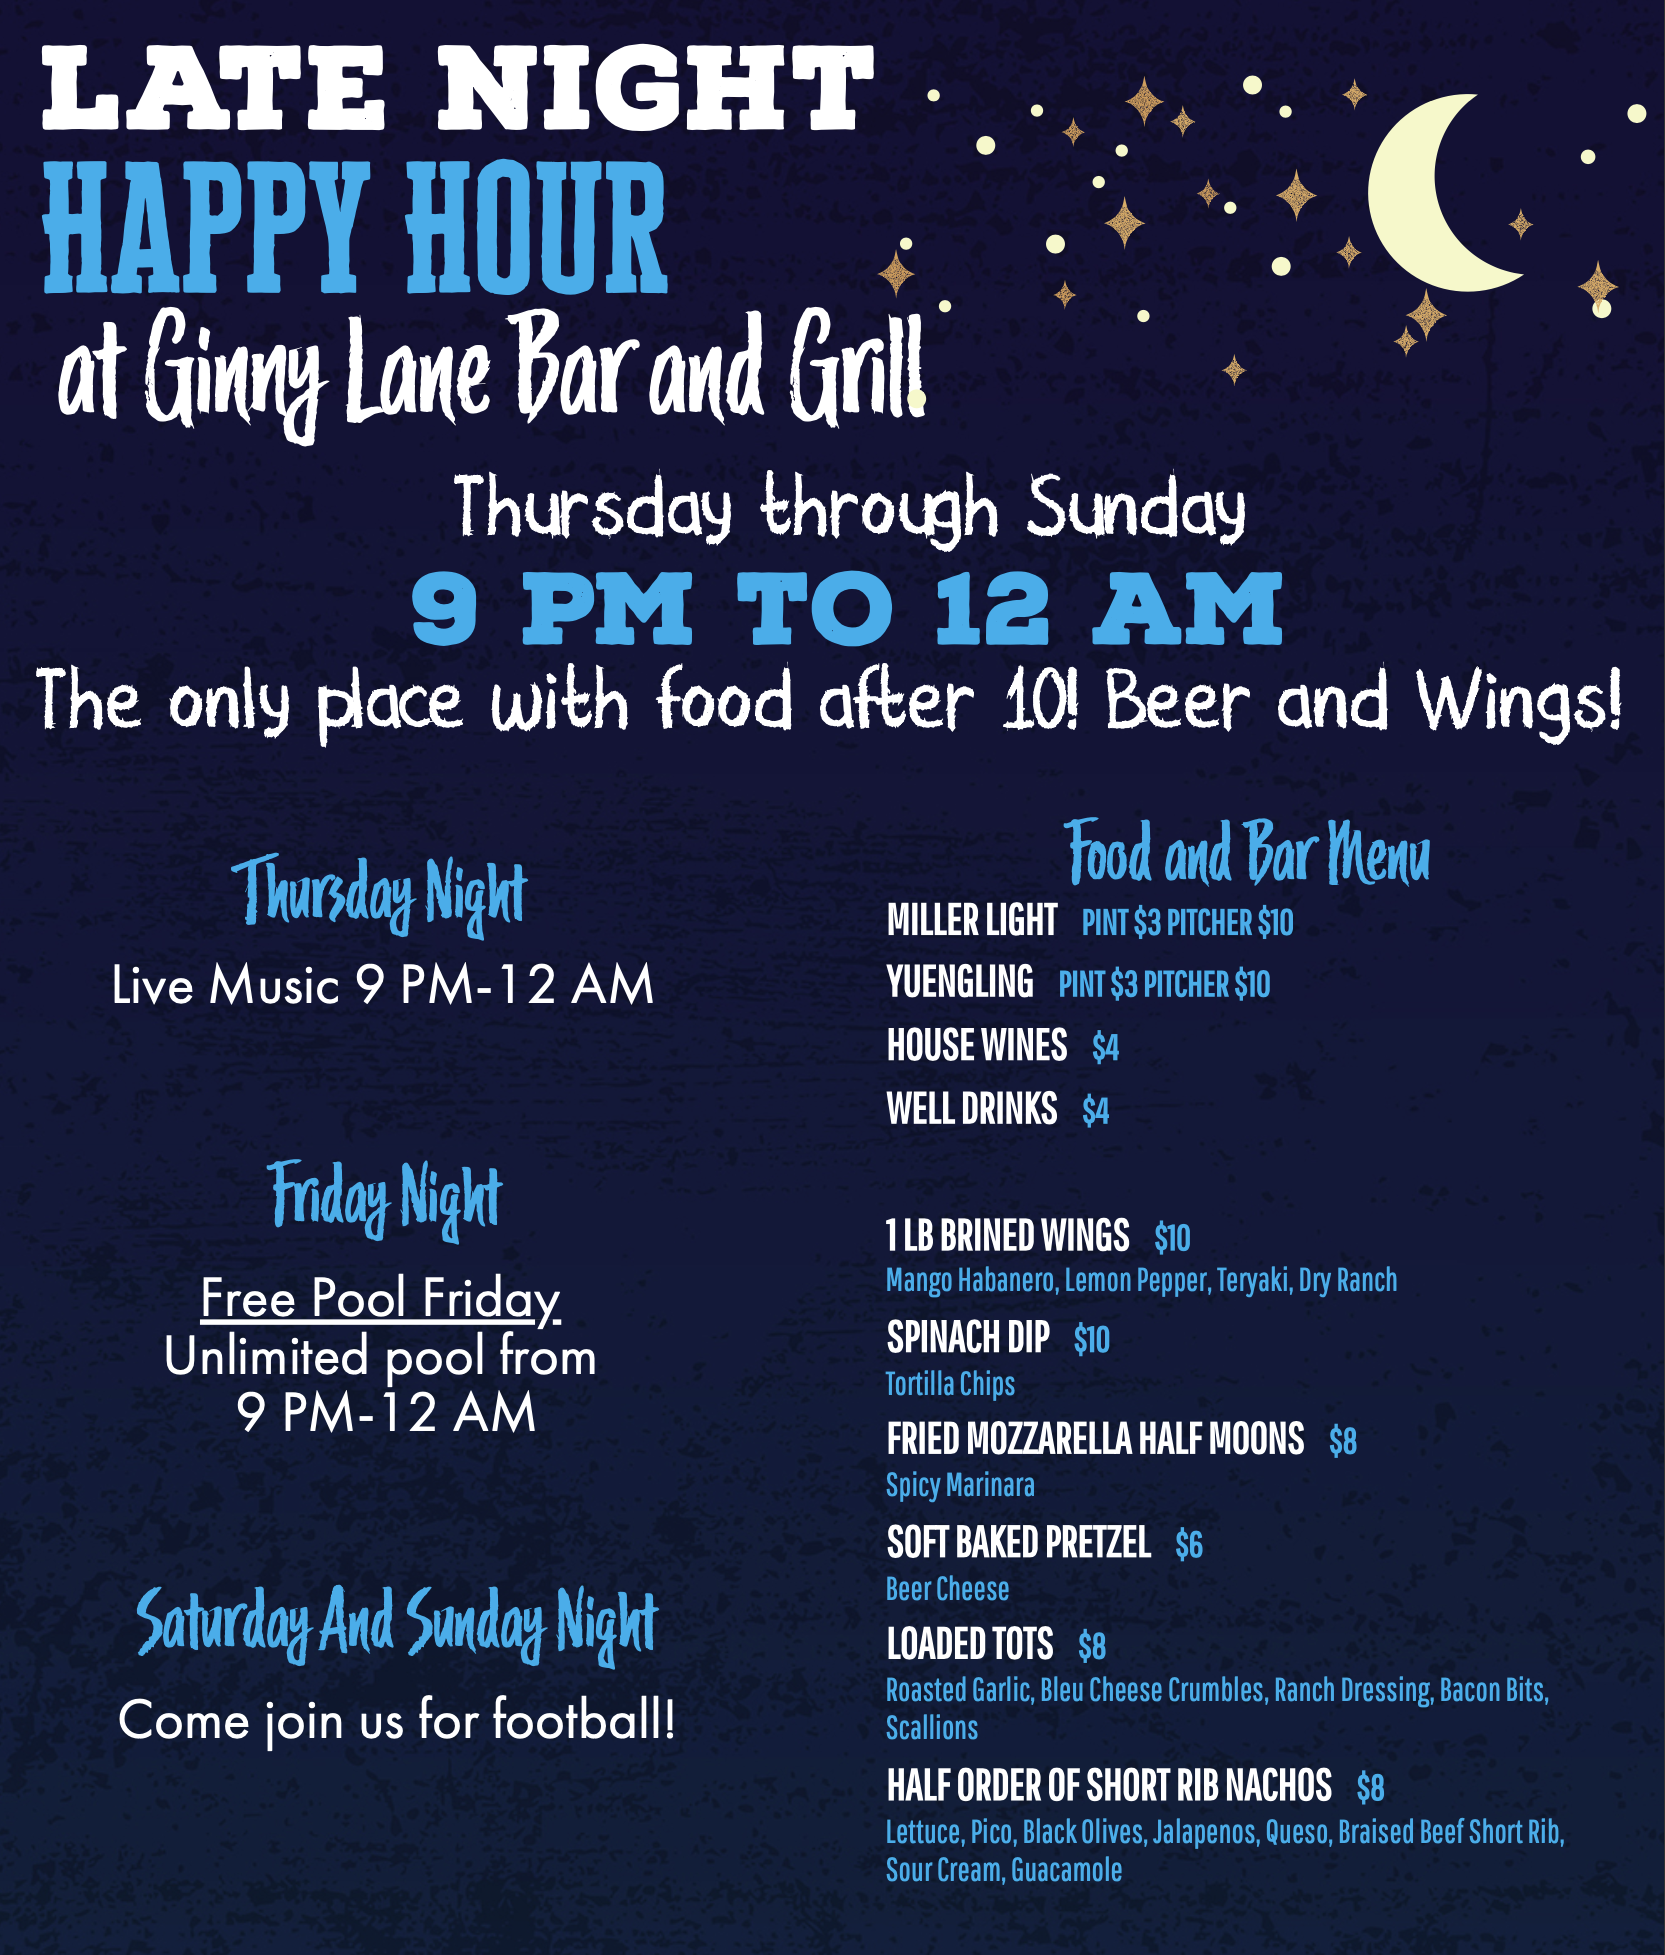 LATE NIGHT
HAPPY HOUR
at Ginny Lane Bar and Grill!
Thursday through Sunday
9 PM TO 12 AM
The only place with food after 10! Beer and Wings!
Thursday Night
Live Music 9 PM-12 AM
Friday Night
Free Pool Friday
Unlimited pool from
9 PM-12 AM
Saturday And Sunday Night
Come join us for football!
Food and Bar Menu
MILLER LIGHT PINT $3 PITCHER $10
YUENGLING PINT $3 PITCHER $10
HOUSE WINES $4
WELL DRINKS $4
1 LB BRINED WINGS $10
Mango Habanero, Lemon Pepper, Teryaki, Dry Ranch
SPINACH DIP $10
Tortilla Chips
FRIED MOZZARELLA HALF MOONS $8
Spicy Marinara
SOFT BAKED PRETZEL $6
Beer Cheese
LOADED TOTS $8
Roasted Garlic, Bleu Cheese Crumbles, Ranch Dressing, Bacon Bits,
Scallions
HALF ORDER OF SHORT RIB NACHOS $8
Lettuce, Pico, Black Olives, Jalapenos, Queso, Braised Beef Short Rib,
Sour Cream, Guacamole